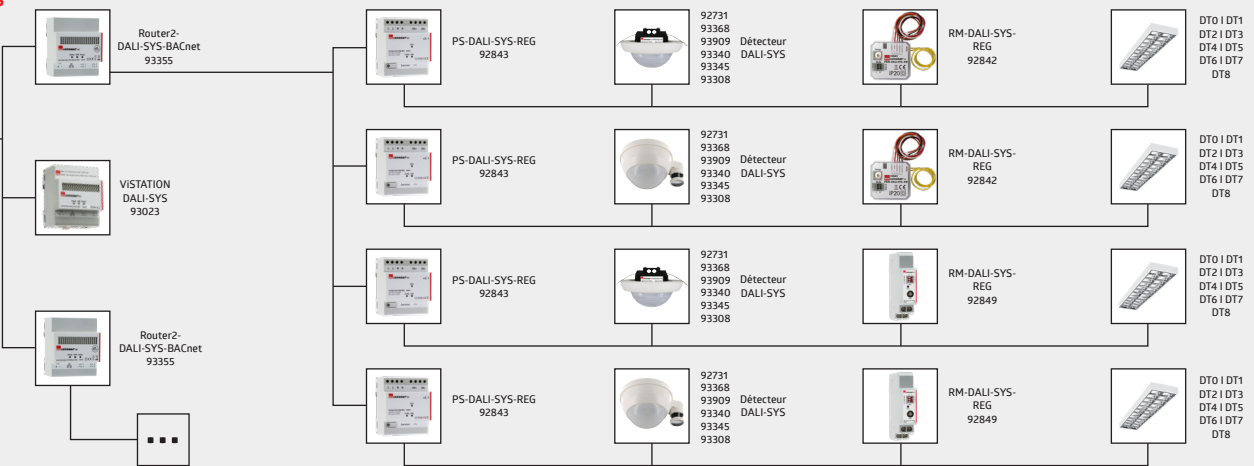 Router2-
DALI-SYS-BACnet
93355
PS-DALI-SYS-REG
92843
92731
93368
93909 Détecteur
93340 DALI-SYS
93345
93308
RM-DALI-SYS-
REG
92842
DT0 I DT1
DT2 I DT3
DT4 I DT5
DT6 I DT7
DT8
ViSTATION
DALI-SYS
93023
PS-DALI-SYS-REG
92843
92731
93368
93909 Détecteur
93340 DALI-SYS
93345
93308
RM-DALI-SYS-
REG
92842
DT0 I DT1
DT2 I DT3
DT4 I DT5
DT6 I DT7
DT8
PS-DALI-SYS-REG
92843
92731
93368
93909 Détecteur
93340 DALI-SYS
93345
93308
RM-DALI-SYS-
REG
92849
DT0 I DT1
DT2 I DT3
DT4 I DT5
DT6 I DT7
DT8
Router2-
DALI-SYS-BACnet
93355
PS-DALI-SYS-REG
92843
92731
93368
93909 Détecteur
93340 DALI-SYS
93345
93308
RM-DALI-SYS-
REG
92849
DT0 I DT1
DT2 I DT3
DT4 I DT5
DT6 I DT7
DT8